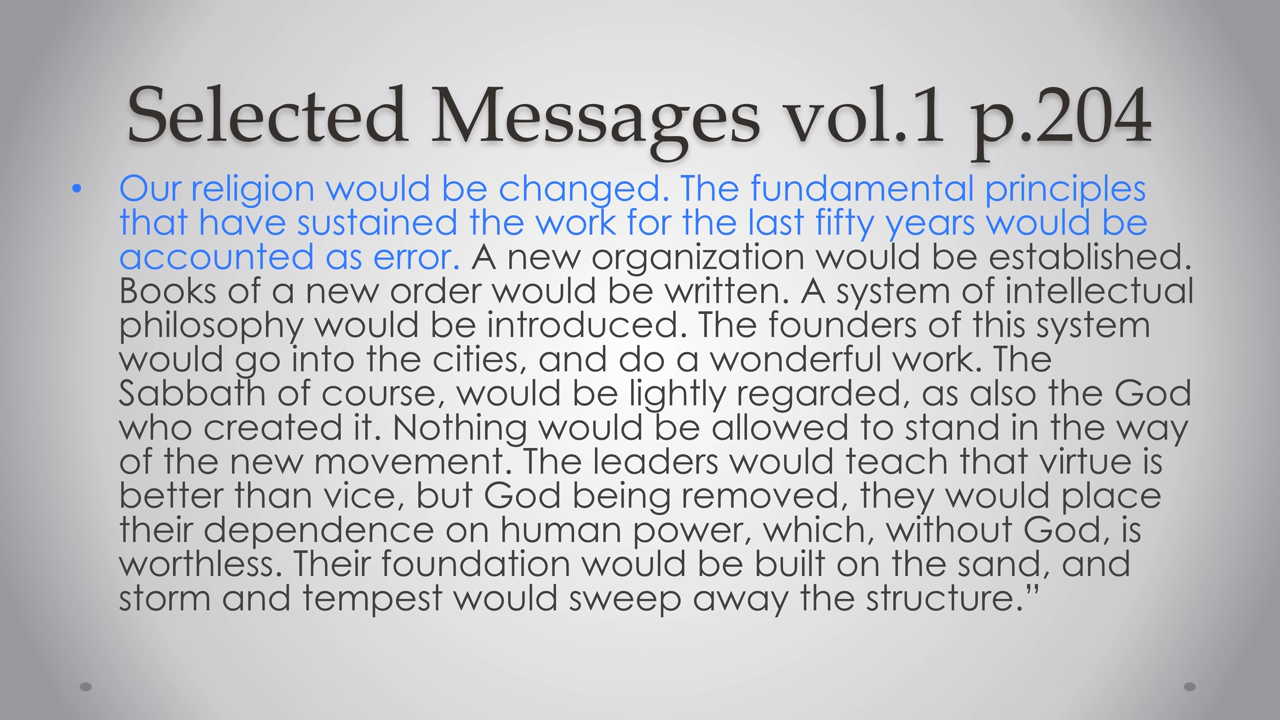 Selected Messages vol.1 p.204
• Our religion would be changed. The fundamental principles
that have sustained the work for the last fifty years would be
accounted as error. A new organization would be established.
Books of a new order would be written. A system of intellectual
philosophy would be introduced. The founders of this system
would go into the cities, and do a wonderful work. The
Sabbath of course, would be lightly regarded, as also the God
who created it. Nothing would be allowed to stand in the way
of the new movement. The leaders would teach that virtue is
better than vice, but God being removed, they would place
their dependence on human power, which, without God, is
worthless. Their foundation would be built on the sand, and
storm and tempest would sweep away the structure.”